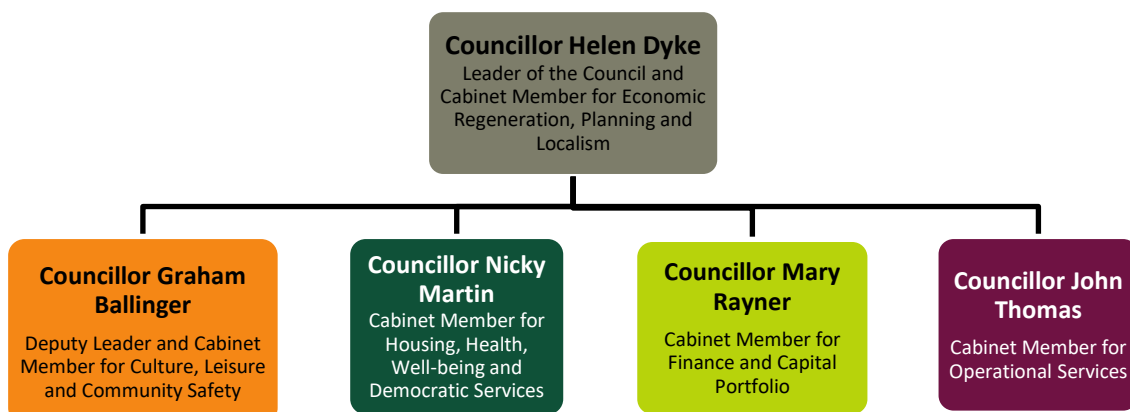 Councillor Helen Dyke
Leader of the Council and
Cabinet Member for Economic
Regeneration, Planning and
Localism
Councillor Graham
Ballinger
Deputy Leader and Cabinet
Member for Culture, Leisure
and Community Safety
Councillor Nicky
Martin
Cabinet Member for
Housing, Health,
Well-being and
Democratic Services
Councillor Mary
Rayner
Cabinet Member for
Finance and Capital
Portfolio
Councillor John
Thomas
Cabinet Member for
Operational Services